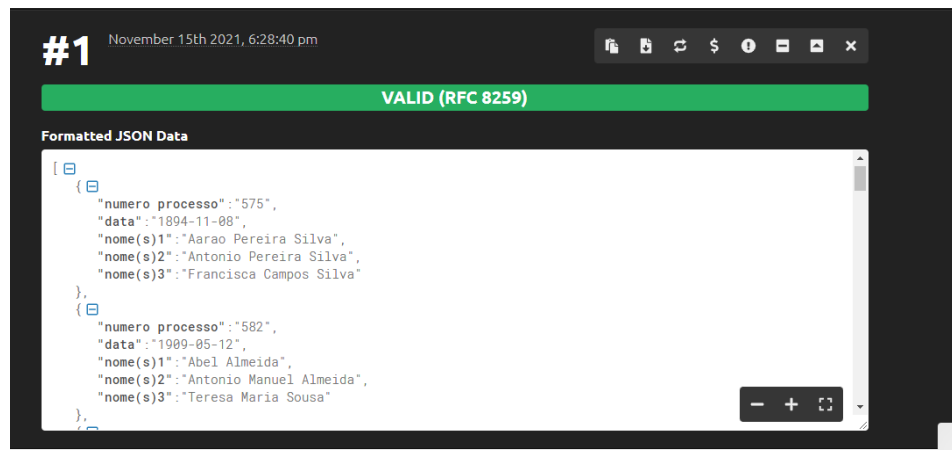 #1 November 15th 2021, 6:28:40 pm
VALID (RFC 8259)
Formatted JSON Data
[
{
"numero processo":"575",
"data":"1894-11-08",
"nome(s)1":"Aarao Pereira Silva",
"nome(s)2":"Antonio Pereira Silva",
"nome(s)3":"Francisca Campos Silva"
},
{
"numero processo":"582",
"data":"1909-05-12",
"nome(s)1":"Abel Almeida",
"nome(s)2":"Antonio Manuel Almeida",
"nome(s)3":"Teresa Maria Sousa"
},
{